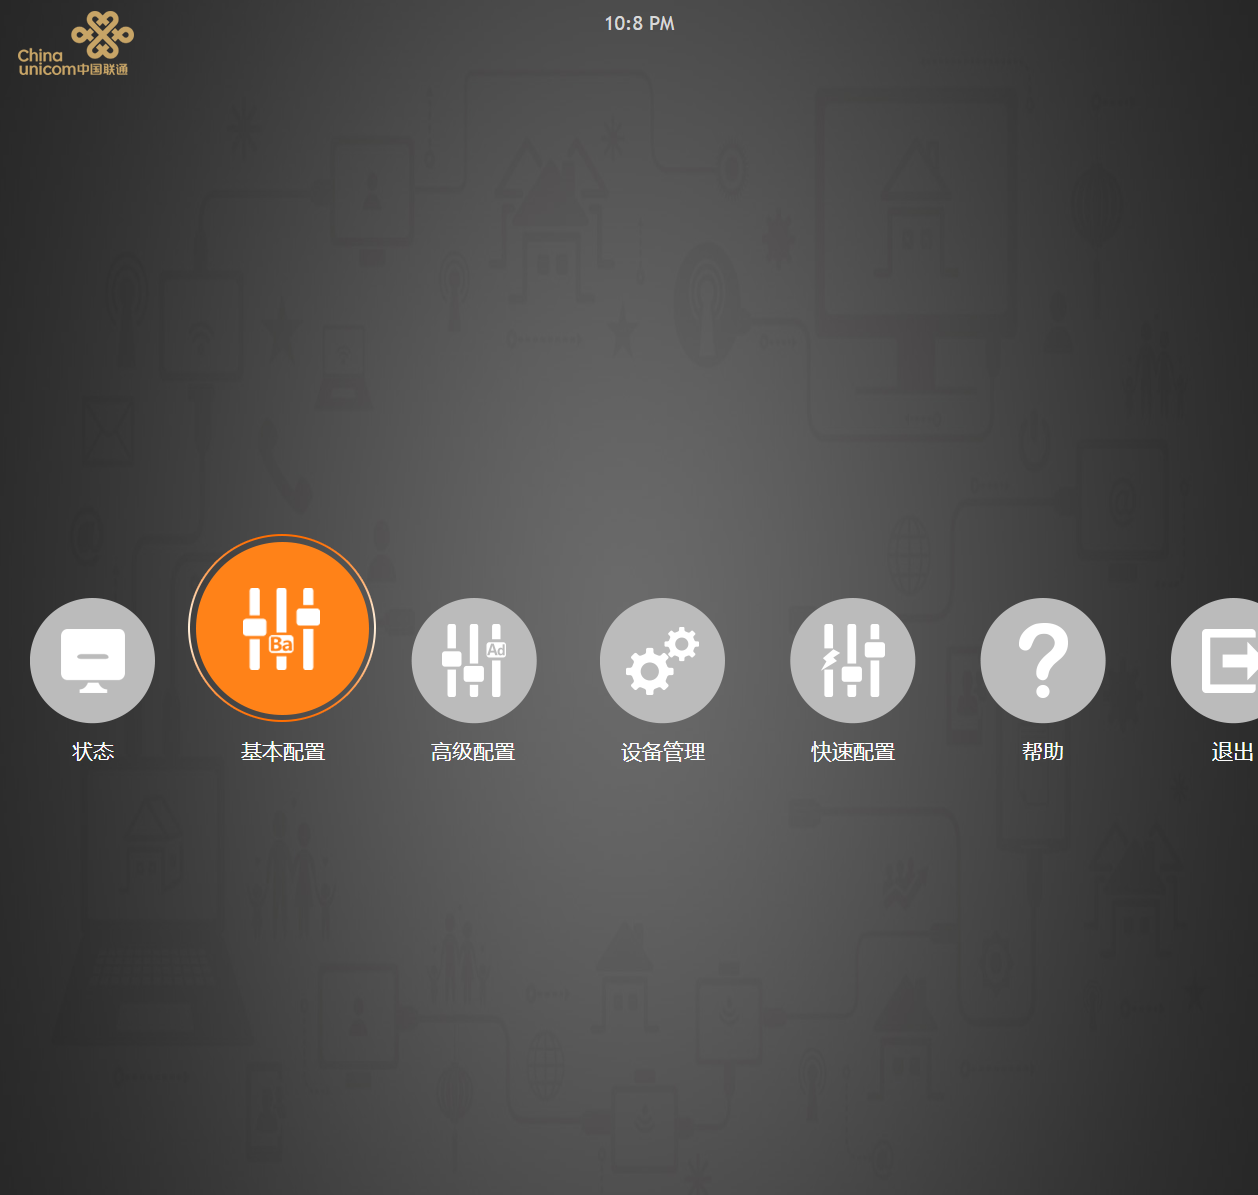 China
unicom中国联通
10:8 PM
Ba
Ad
状态
基本配置
高级配置
设备管理
快速配置
帮助
退出